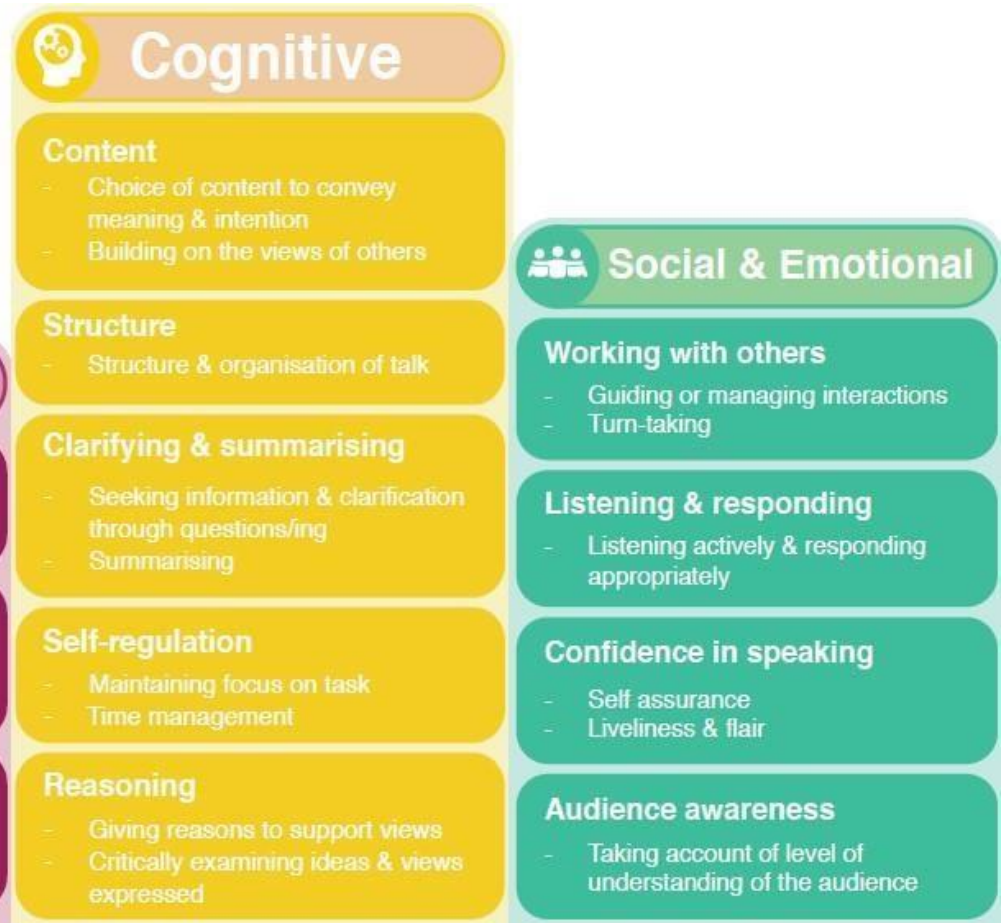 Cognitive
Content
- Choice of content to convey
meaning & intention
- Building on the views of others
Structure
- Structure & organisation of talk
Clarifying & summarising
- Seeking information & clarification
through questions/ing
- Summarising
Self-regulation
- Maintaining focus on task
- Time management
Reasoning
- Giving reasons to support views
- Critically examining ideas & views
expressed
Social & Emotional
Working with others
- Guiding or managing interactions
- Turn-taking
Listening & responding
- Listening actively & responding
appropriately
Confidence in speaking
- Self assurance
- Liveliness & flair
Audience awareness
- Taking account of level of
understanding of the audience